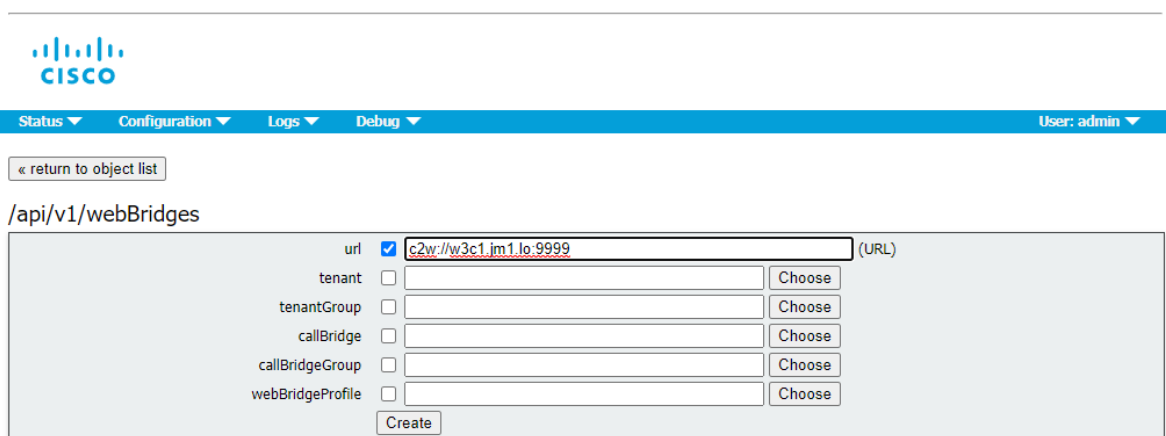 CISCO
Status Configuration Logs Debug User: admin
« return to object list
/api/v1/webBridges
url c2w://w3c1.jm1.lo:9999 (URL)
tenant Choose
tenantGroup Choose
callBridge Choose
callBridgeGroup Choose
webBridgeProfile Choose
Create